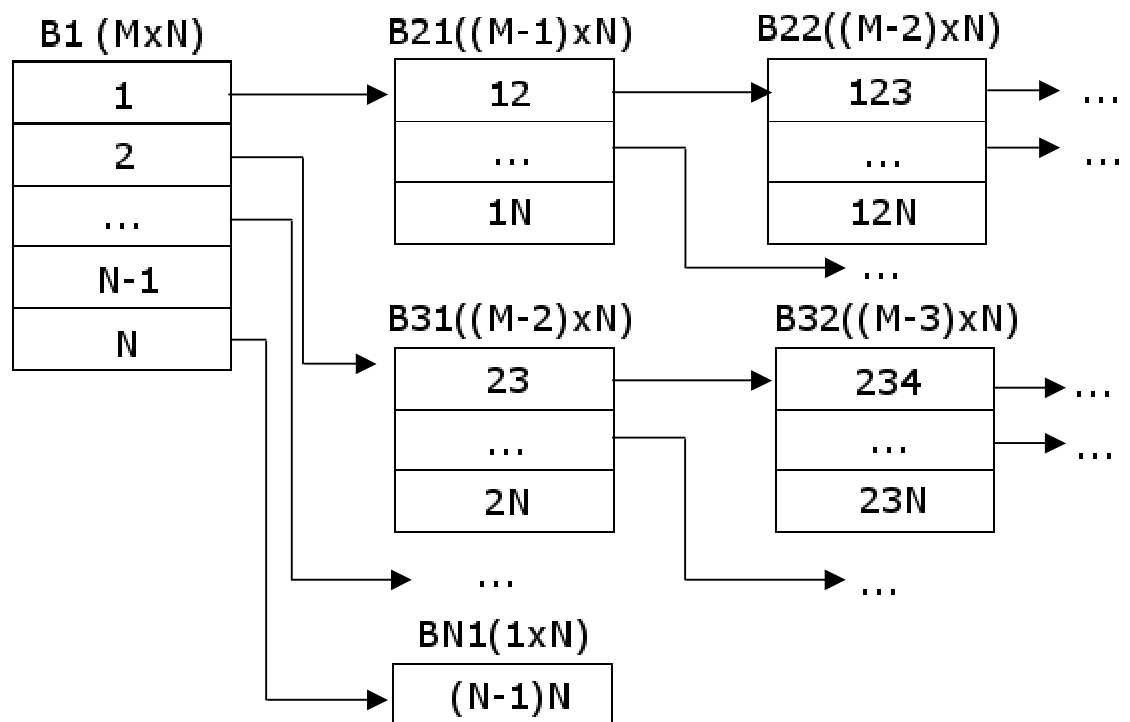 B1 (MxN)
1
2
...
N-1
N
B21((M-1)xN)
12
...
1N
B22((M-2)xN)
123
...
12N
...
...
...
B31((M-2)xN)
23
...
2N
B32((M-3)xN)
234
...
23N
...
...
...
...
BN1(1xN)
(N-1)N